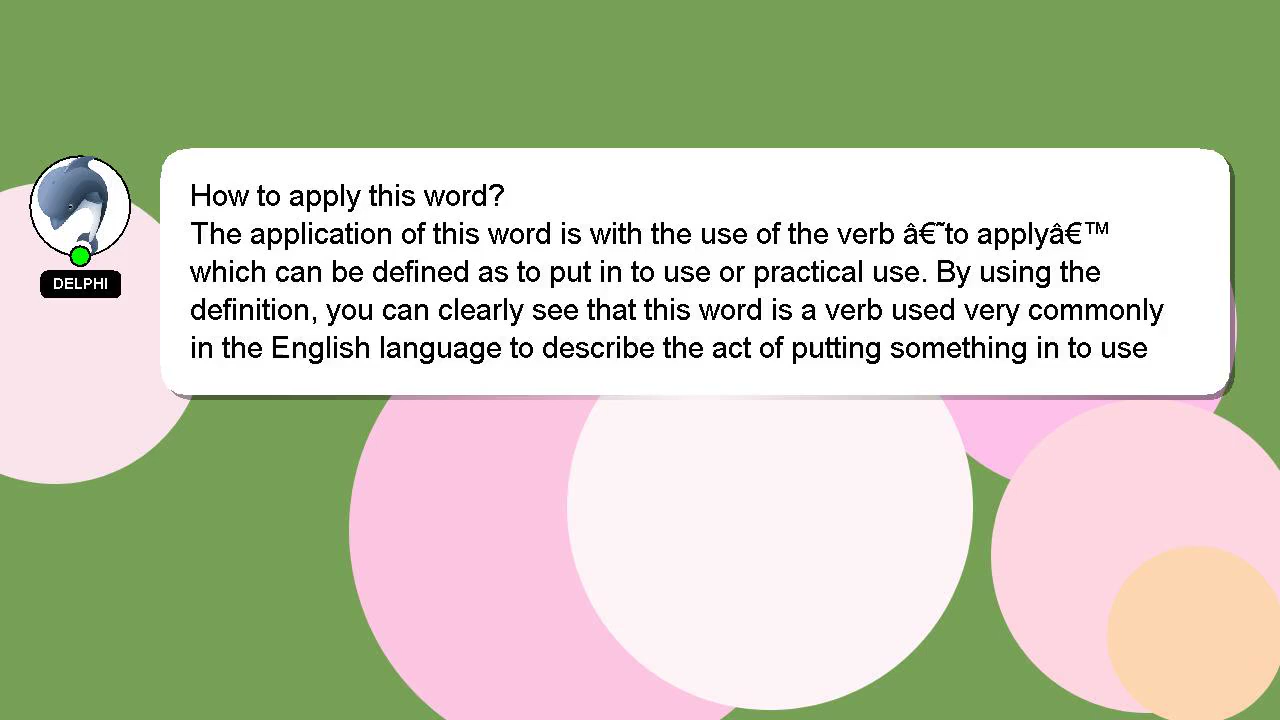 How to apply this word?
The application of this word is with the use of the verb â€˜to applyâ€™
which can be defined as to put in to use or practical use. By using the
definition, you can clearly see that this word is a verb used very commonly
in the English language to describe the act of putting something in to use
DELPHI